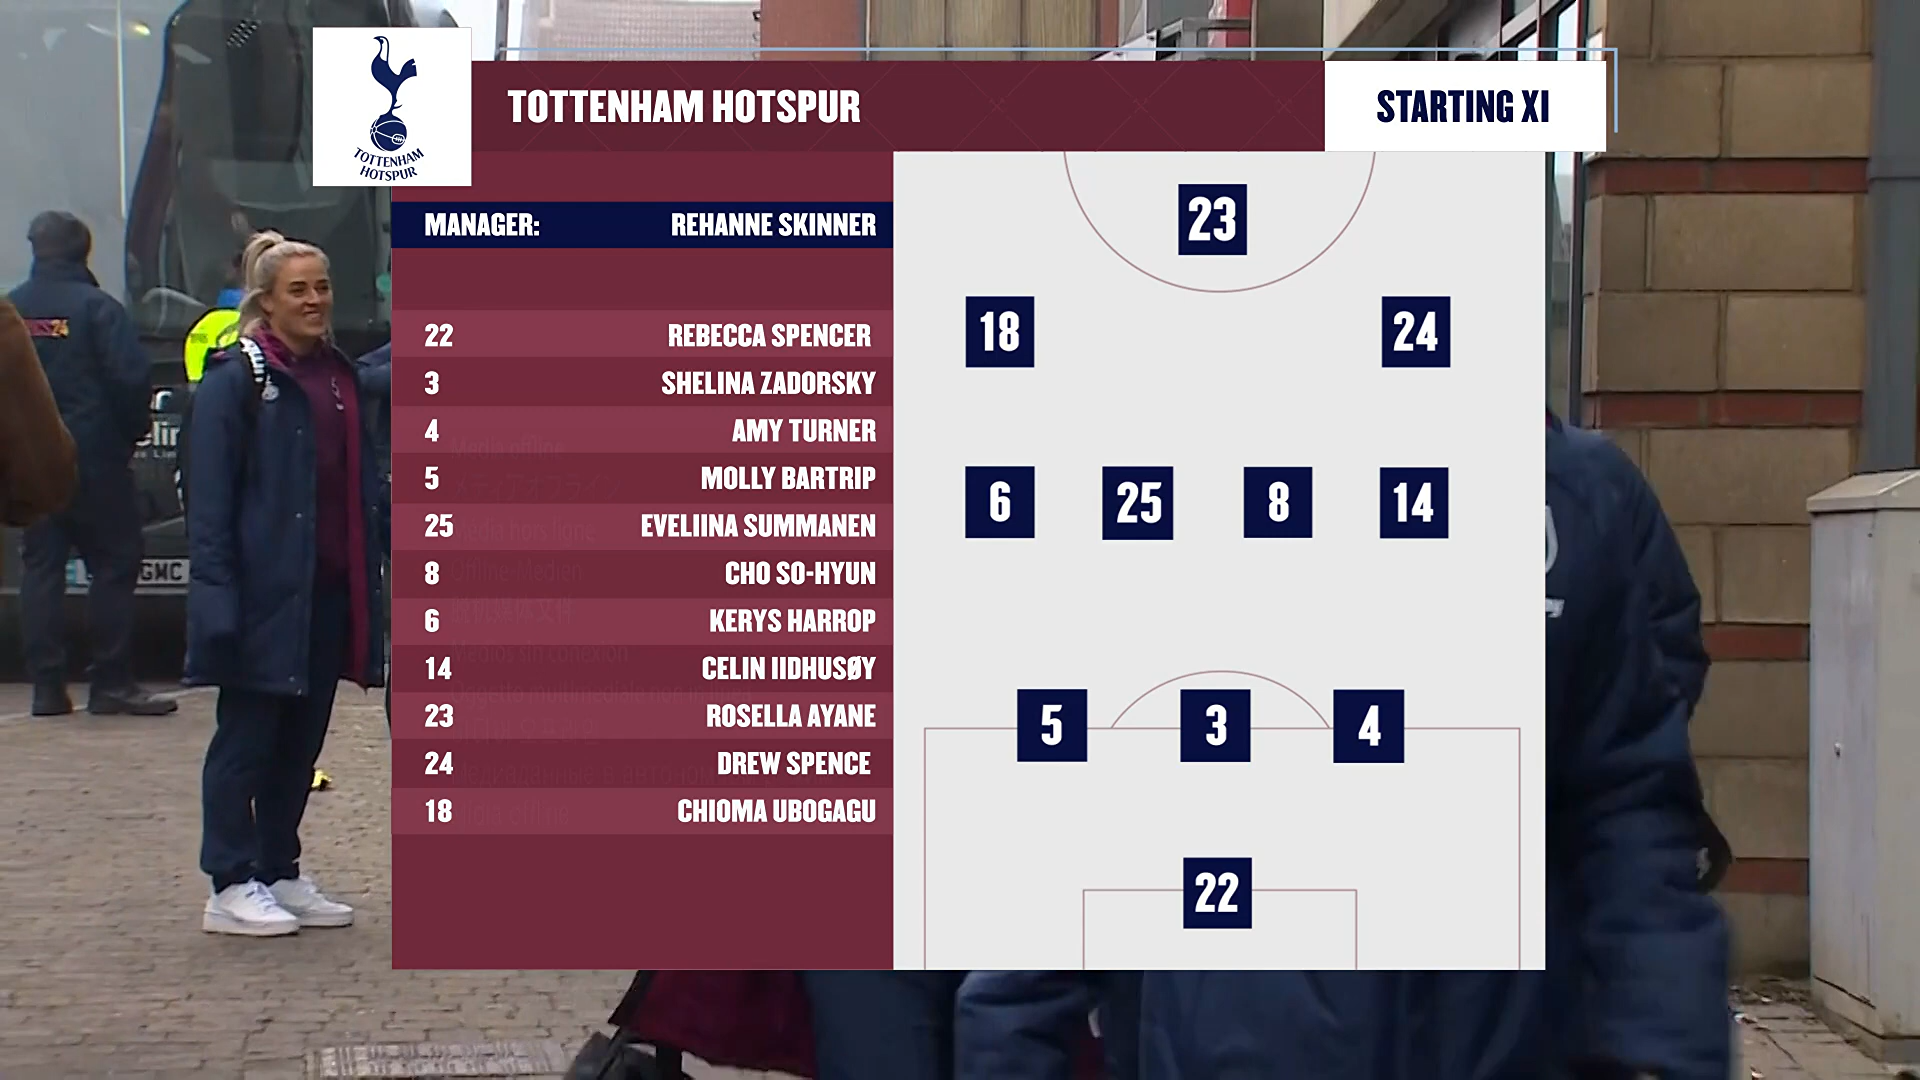 TOTTENHAM HOTSPUR
STARTING XI
TOTTENHAM
HOTSPUR
MANAGER: REHANNE SKINNER
22 REBECCA SPENCER
3 SHELINA ZADORSKY
4 AMY TURNER
5 MOLLY BARTRIP
25 EVELIINA SUMMANEN
8 CHO SO-HYUN
6 KERYS HARROP
14 CELIN IIDHUSØY
23 ROSELLA AYANE
24 DREW SPENCE
18 CHIOMA UBOGAGU
23
18 24
6 25 8 14
5 3 4
22
GMC